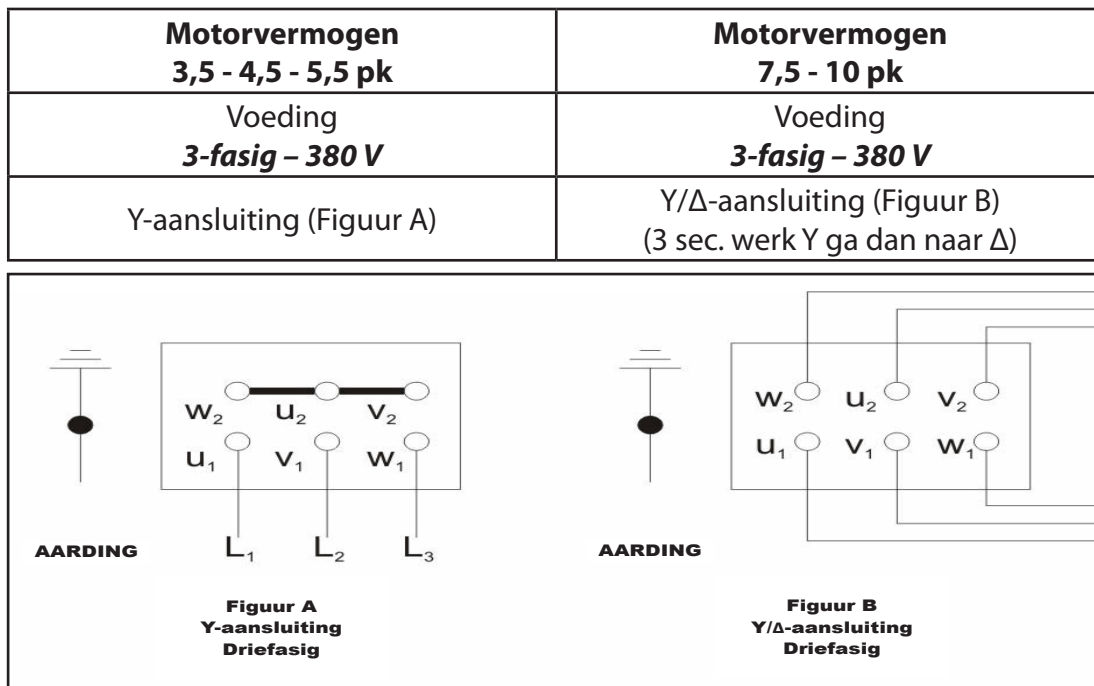 Motorvermogen
3,5 - 4,5 - 5,5 pk
Motorvermogen
7,5 - 10 pk
Voeding
3-fasig – 380 V
Voeding
3-fasig – 380 V
Y-aansluiting (Figuur A)
Y/Δ-aansluiting (Figuur B)
(3 sec. werk Y ga dan naar Δ)
w₂ u₂ v₂
u₁ v₁ w₁
L₁ L₂ L₃
AARDING
Figuur A
Y-aansluiting
Driefasig
w₂ u₂ v₂
u₁ v₁ w₁
AARDING
Figuur B
Y/Δ-aansluiting
Driefasig